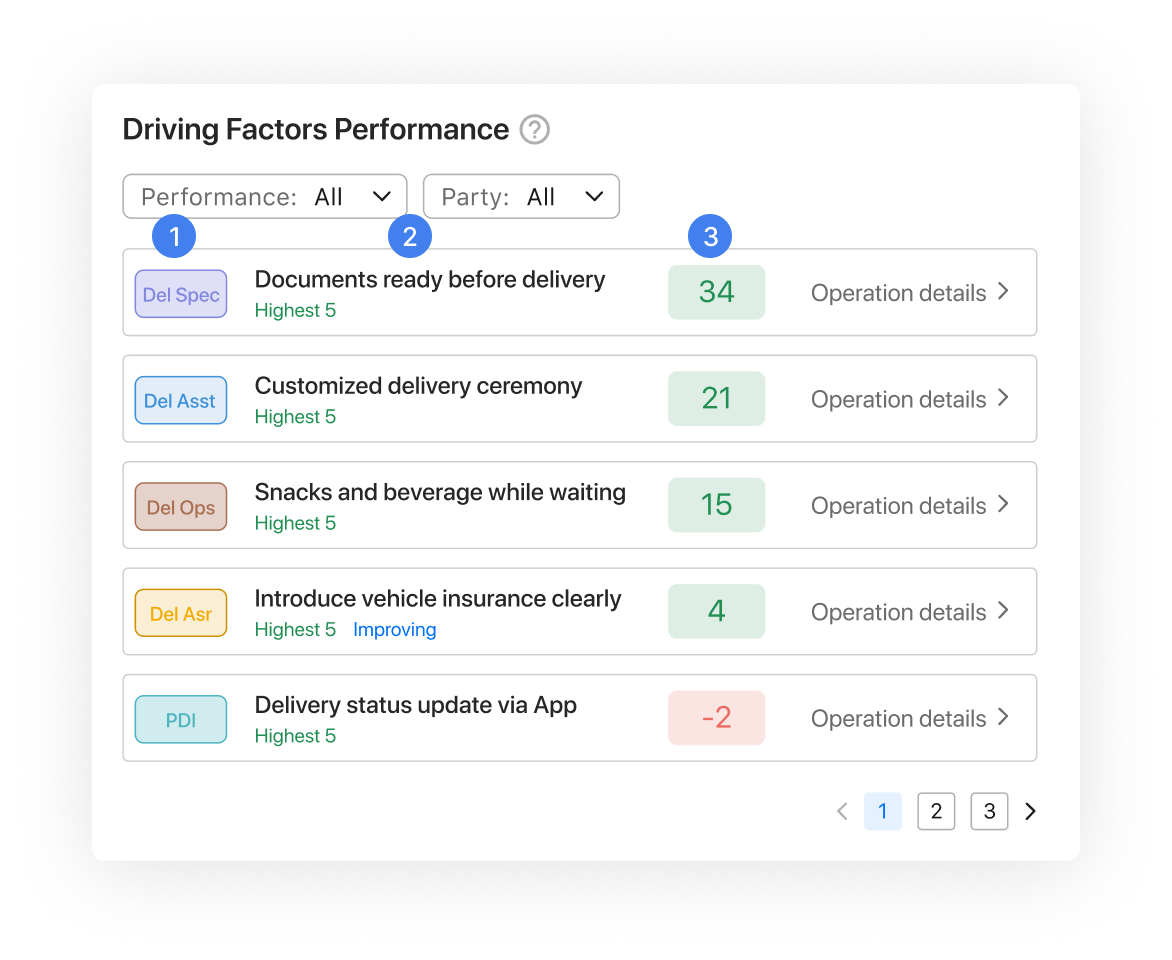 Driving Factors Performance ?
Performance: All Party: All
1 2 3
Del Spec Documents ready before delivery 34 Operation details
Highest 5
Del Asst Customized delivery ceremony 21 Operation details
Highest 5
Del Ops Snacks and beverage while waiting 15 Operation details
Highest 5
Del Asr Introduce vehicle insurance clearly 4 Operation details
Highest 5 Improving
PDI Delivery status update via App -2 Operation details
Highest 5
1 2 3